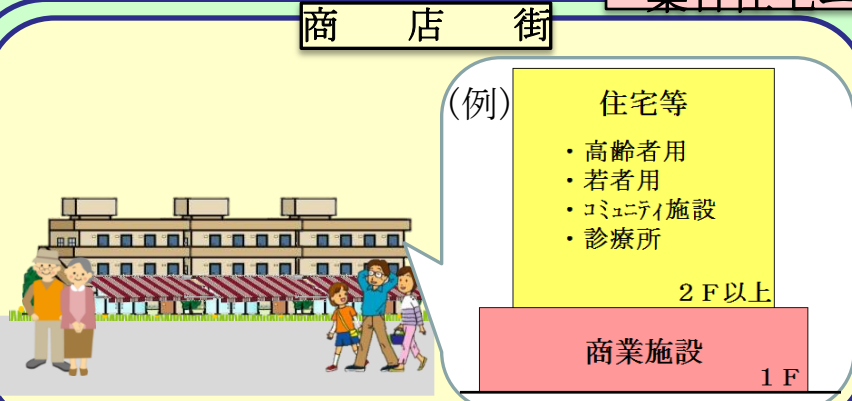 商店街
(例)
住宅等
・高齢者用
・若者用
・ｺﾐｭﾆﾃｨ施設
・診療所
２Ｆ以上
商業施設
１Ｆ